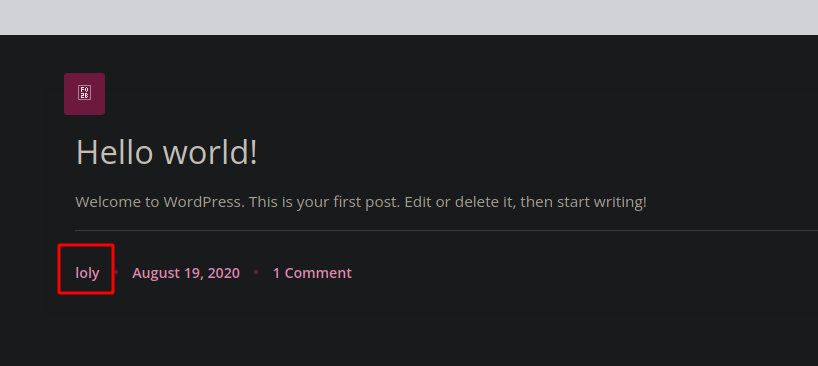 Hello world!
Welcome to WordPress. This is your first post. Edit or delete it, then start writing!
loly • August 19, 2020 • 1 Comment